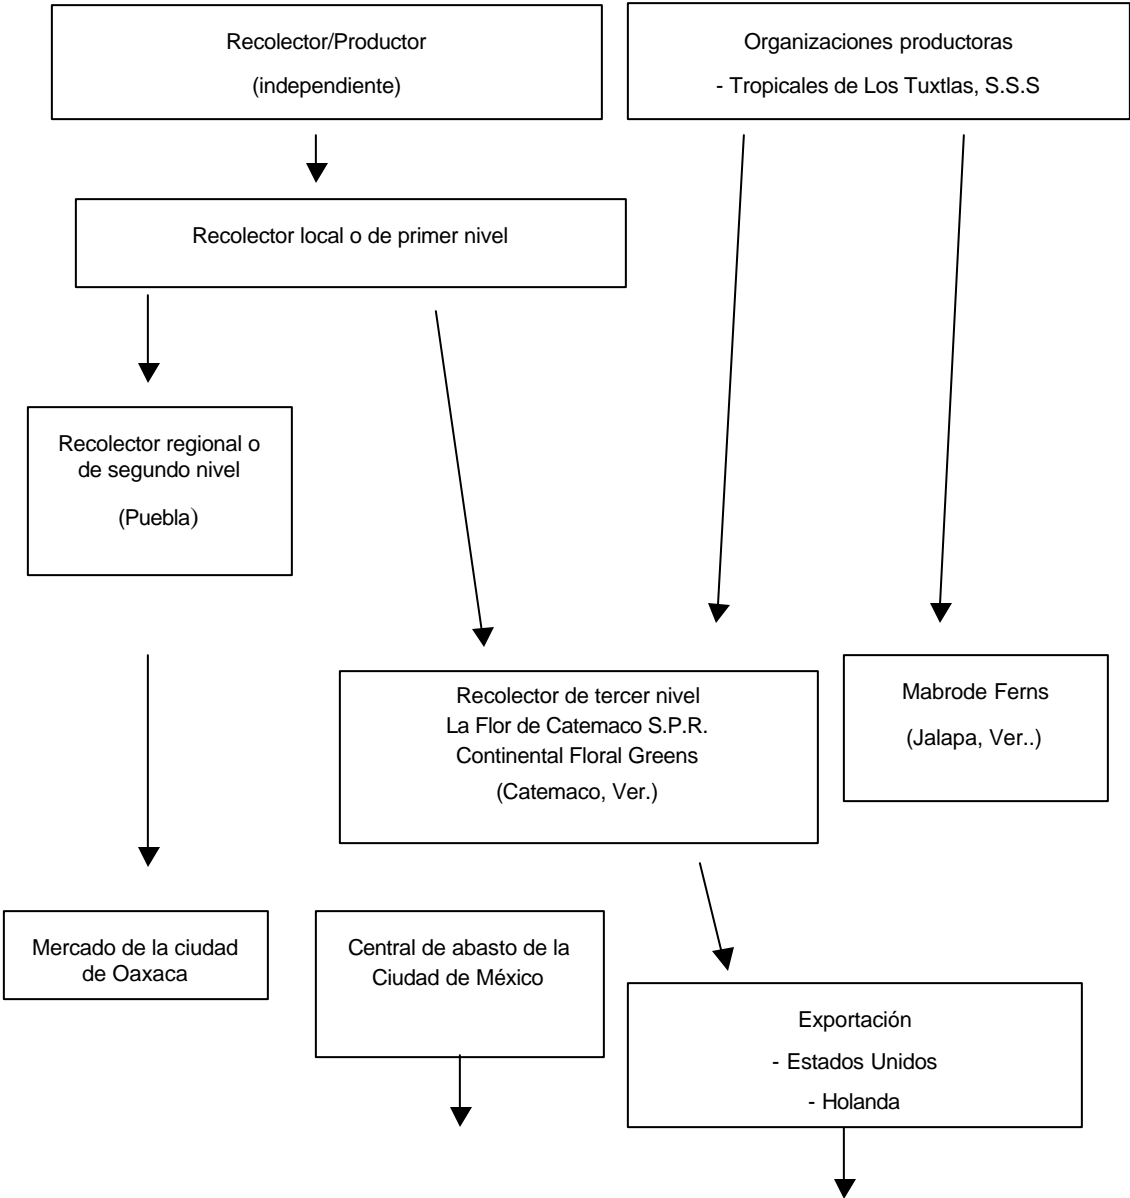 Recolector/Productor
(independiente)
Organizaciones productoras
- Tropicales de Los Tuxtlas, S.S.S
Recolector local o de primer nivel
Recolector regional o
de segundo nivel
(Puebla)
Recolector de tercer nivel
La Flor de Catemaco S.P.R.
Continental Floral Greens
(Catemaco, Ver.)
Mabrode Ferns
(Jalapa, Ver..)
Mercado de la ciudad
de Oaxaca
Central de abasto de la
Ciudad de México
Exportación
- Estados Unidos
- Holanda